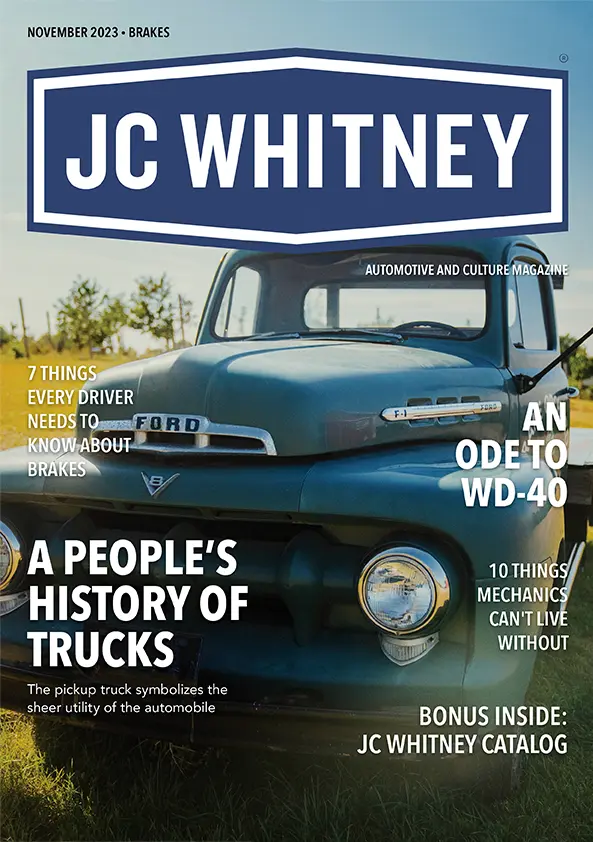 NOVEMBER 2023 • BRAKES
®
JC WHITNEY
AUTOMOTIVE AND CULTURE MAGAZINE
7 THINGS
EVERY DRIVER
NEEDS TO
KNOW ABOUT
BRAKES
FORD
V8
F-1 FORD
AN
ODE TO
WD-40
A PEOPLE’S
HISTORY OF
TRUCKS
The pickup truck symbolizes the
sheer utility of the automobile
10 THINGS
MECHANICS
CAN'T LIVE
WITHOUT
BONUS INSIDE:
JC WHITNEY CATALOG